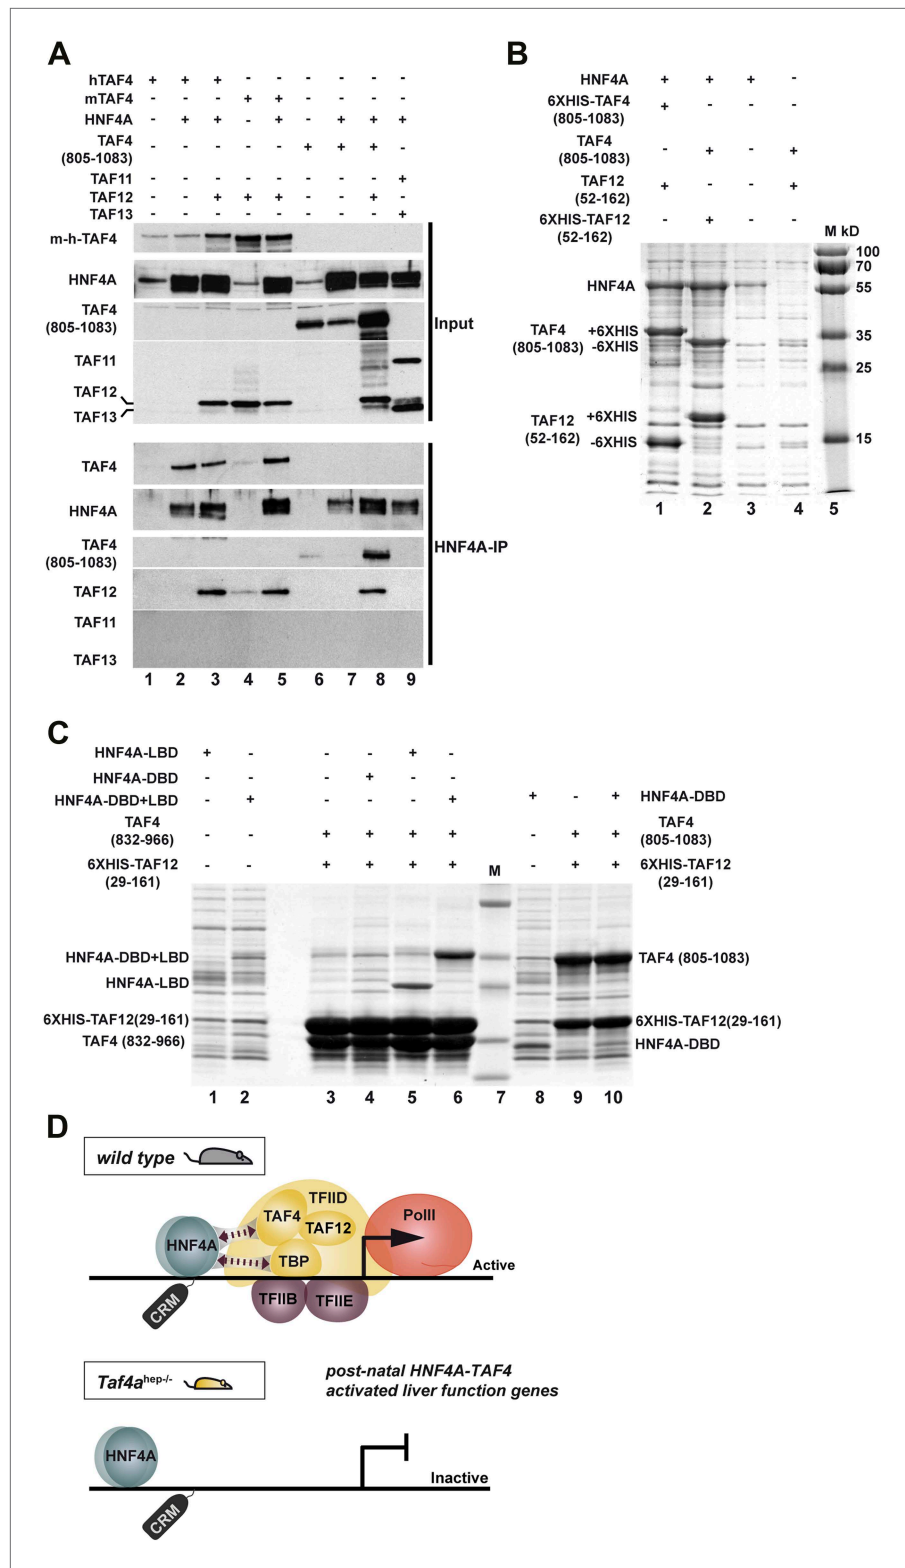 A
hTAF4 + + + - - - - - -
mTAF4 - - - + + - - - -
HNF4A - + + - + - + + +
TAF4
(805-1083) - - - - - + + + -
TAF11 - - - - - - - - +
TAF12 - - + + + - - + -
TAF13 - - - - - - - - +
m-h-TAF4
HNF4A
TAF4
(805-1083)
TAF11
TAF12
TAF13
Input
TAF4
HNF4A
TAF4
(805-1083)
TAF12
TAF11
TAF13
HNF4A-IP
1 2 3 4 5 6 7 8 9
B
HNF4A + + + -
6XHIS-TAF4
(805-1083) + - - -
TAF4
(805-1083) - + - +
TAF12
(52-162) + - - +
6XHIS-TAF12
(52-162) - + - -
M kD
100
70
55
35
25
15
HNF4A
TAF4
(805-1083)
+6XHIS
-6XHIS
TAF12
(52-162)
+6XHIS
-6XHIS
1 2 3 4 5
C
HNF4A-LBD + - - - + -
HNF4A-DBD - - - + - -
HNF4A-DBD+LBD - + - - - +
TAF4
(832-966) - - + + + +
6XHIS-TAF12
(29-161) - - + + + +
M
+ - + HNF4A-DBD
- + + TAF4
(805-1083)
- + + 6XHIS-TAF12
(29-161)
HNF4A-DBD+LBD
HNF4A-LBD
6XHIS-TAF12(29-161)
TAF4 (832-966)
TAF4 (805-1083)
6XHIS-TAF12(29-161)
HNF4A-DBD
1 2 3 4 5 6 7 8 9 10
D
wild type
TFIID
TAF4
TAF12
PolII
HNF4A
TBP
Active
TFIIB
TFIIE
CRM
Taf4a hep-/-
post-natal HNF4A-TAF4
activated liver function genes
HNF4A
Inactive
CRM